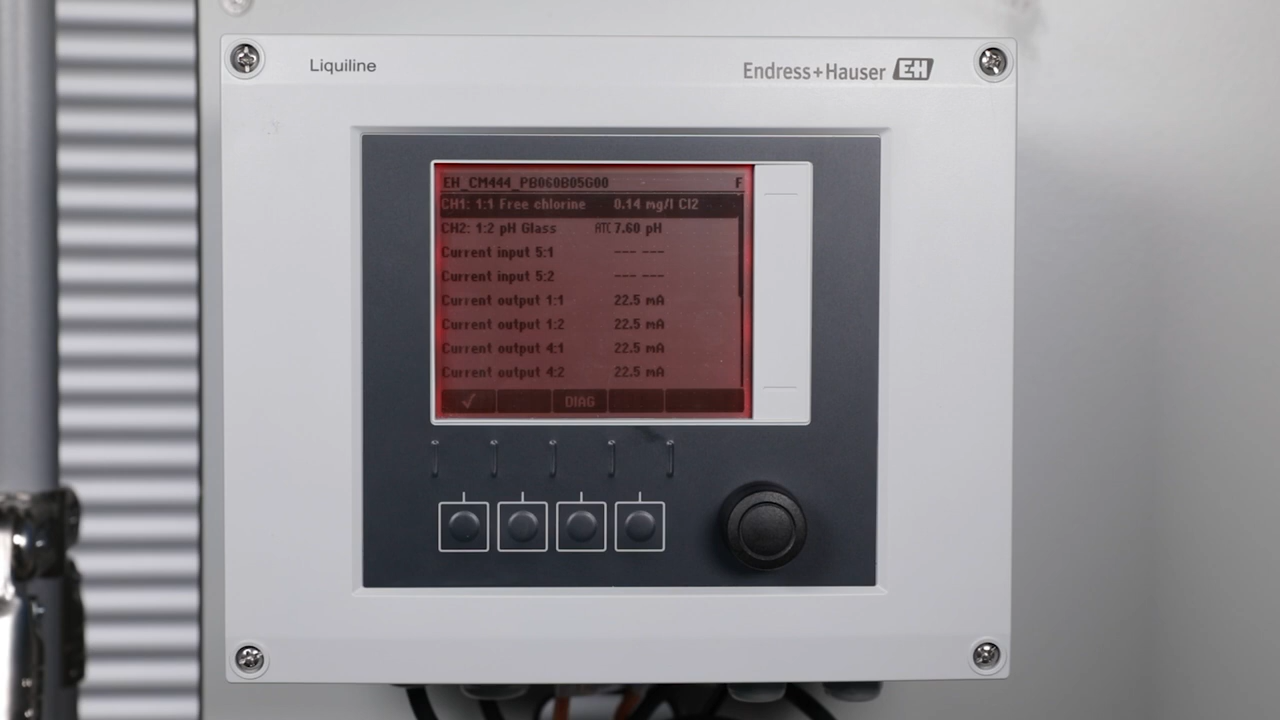 Liquiline
Endress+Hauser EH
EH_CM444_PB060B05G00 F
CH1: 1:1 Free chlorine 0.14 mg/l Cl2
CH2: 1:2 pH Glass ATC 7.60 pH
Current input 5:1 --- ---
Current input 5:2 --- ---
Current output 1:1 22.5 mA
Current output 1:2 22.5 mA
Current output 4:1 22.5 mA
Current output 4:2 22.5 mA
✓ DIAG